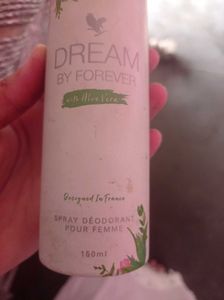 DREAM
BY FOREVER
with Aloe Vera
Designed In France
SPRAY DÉODORANT
POUR FEMME
150ml